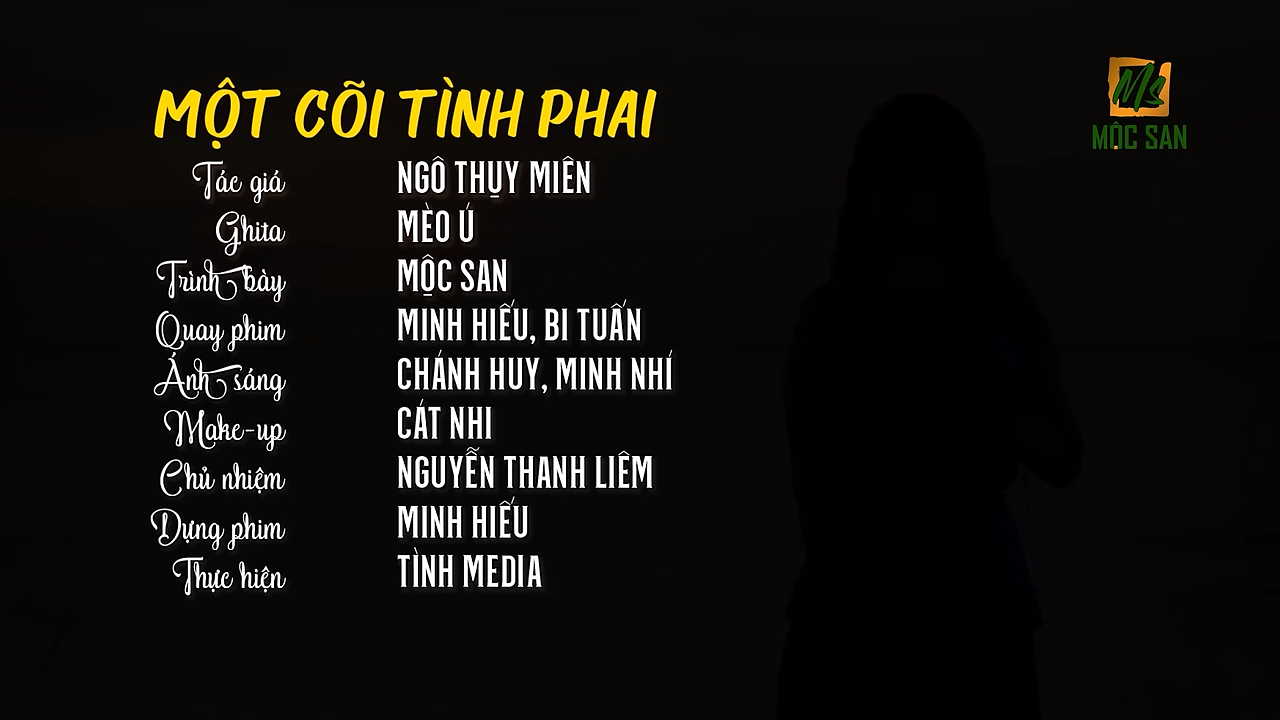 MỘT CÕI TÌNH PHAI
Ms
MỘC SAN
Tác giả NGÔ THỤY MIÊN
Ghita MÈO Ú
Trình bày MỘC SAN
Quay phim MINH HIẾU, BI TUẤN
Ánh sáng CHÁNH HUY, MINH NHÍ
Make-up CÁT NHI
Chủ nhiệm NGUYỄN THANH LIÊM
Dựng phim MINH HIẾU
Thực hiện TÌNH MEDIA